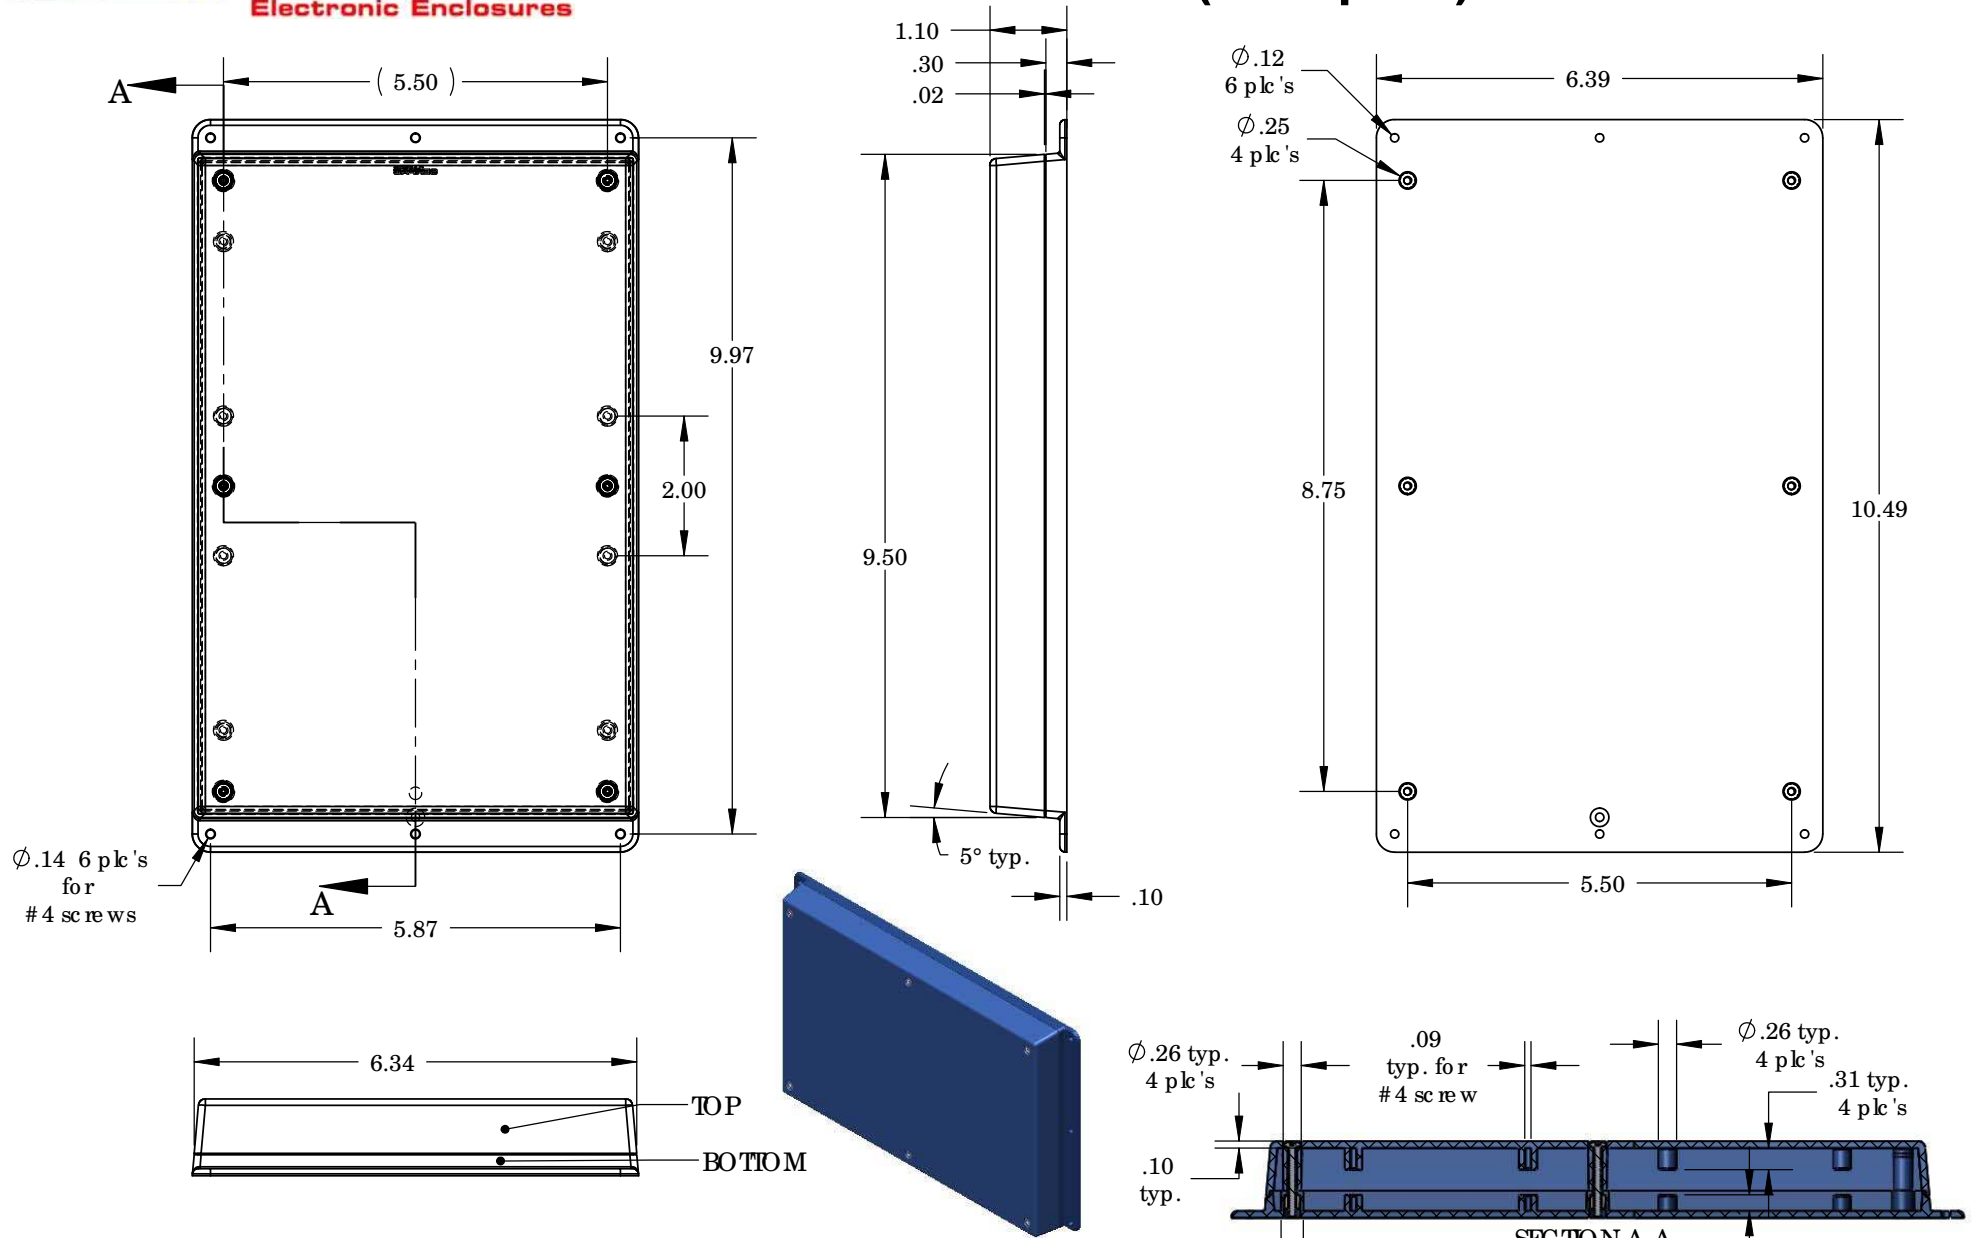 Electronic Enclosures
A
( 5.50 )
9.97
2.00
Ø.14 6 plc's
for
#4 screws
A
5.87
1.10
.30
.02
9.50
5° typ.
.10
Ø.12
6 plc's
Ø.25
4 plc's
6.39
8.75
10.49
5.50
6.34
TOP
BOTTOM
Ø.26 typ.
4 plc's
.09
typ. for
#4 screw
Ø.26 typ.
4 plc's
.31 typ.
4 plc's
.10
typ.
SECTION A-A